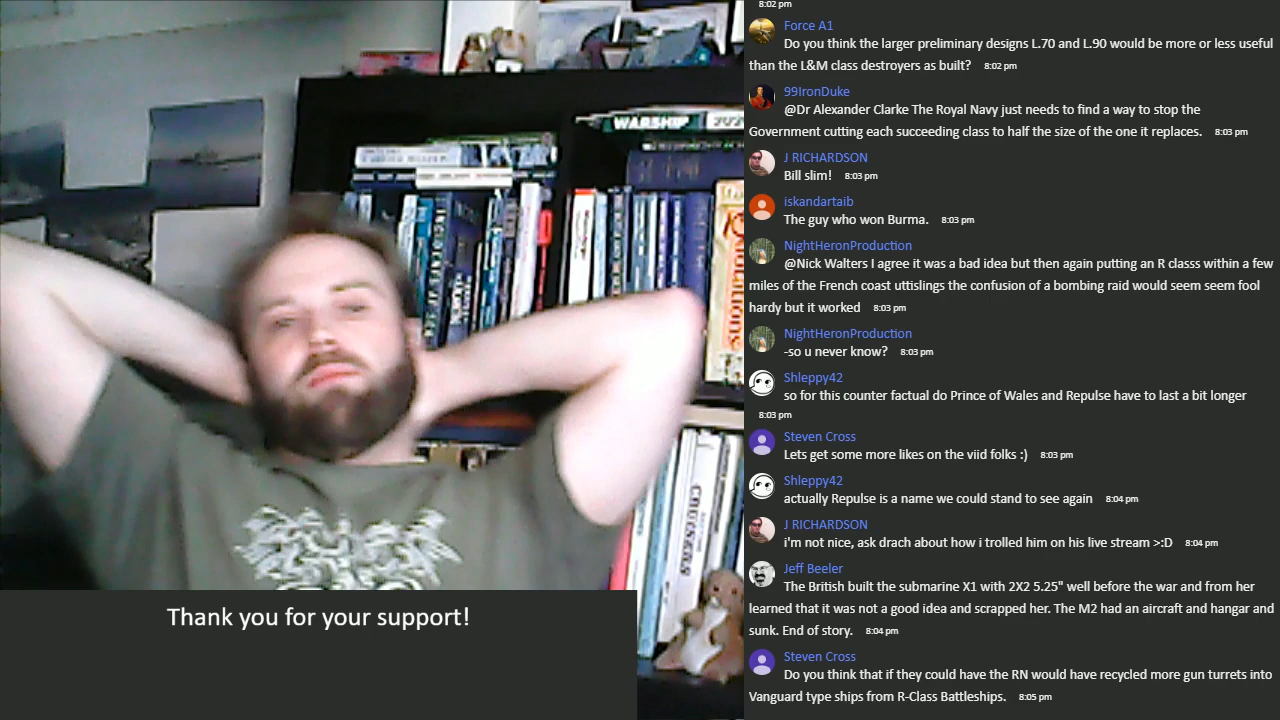 8:02 pm
Force A1
Do you think the larger preliminary designs L.70 and L.90 would be more or less useful
than the L&M class destroyers as built? 8:02 pm
99IronDuke
@Dr Alexander Clarke The Royal Navy just needs to find a way to stop the
Government cutting each succeeding class to half the size of the one it replaces. 8:03 pm
J RICHARDSON
Bill slim! 8:03 pm
iskandartaib
The guy who won Burma. 8:03 pm
NightHeronProduction
@Nick Walters I agree it was a bad idea but then again putting an R classs within a few
miles of the French coast uttislings the confusion of a bombing raid would seem seem fool
hardy but it worked 8:03 pm
NightHeronProduction
-so u never know? 8:03 pm
Shleppy42
so for this counter factual do Prince of Wales and Repulse have to last a bit longer
8:03 pm
Steven Cross
Lets get some more likes on the viid folks :) 8:03 pm
Shleppy42
actually Repulse is a name we could stand to see again 8:04 pm
J RICHARDSON
i'm not nice, ask drach about how i trolled him on his live stream >:D 8:04 pm
Jeff Beeler
The British built the submarine X1 with 2X2 5.25" well before the war and from her
learned that it was not a good idea and scrapped her. The M2 had an aircraft and hangar and
sunk. End of story. 8:04 pm
Steven Cross
Do you think that if they could have the RN would have recycled more gun turrets into
Vanguard type ships from R-Class Battleships. 8:05 pm
WARSHIP
Thank you for your support!